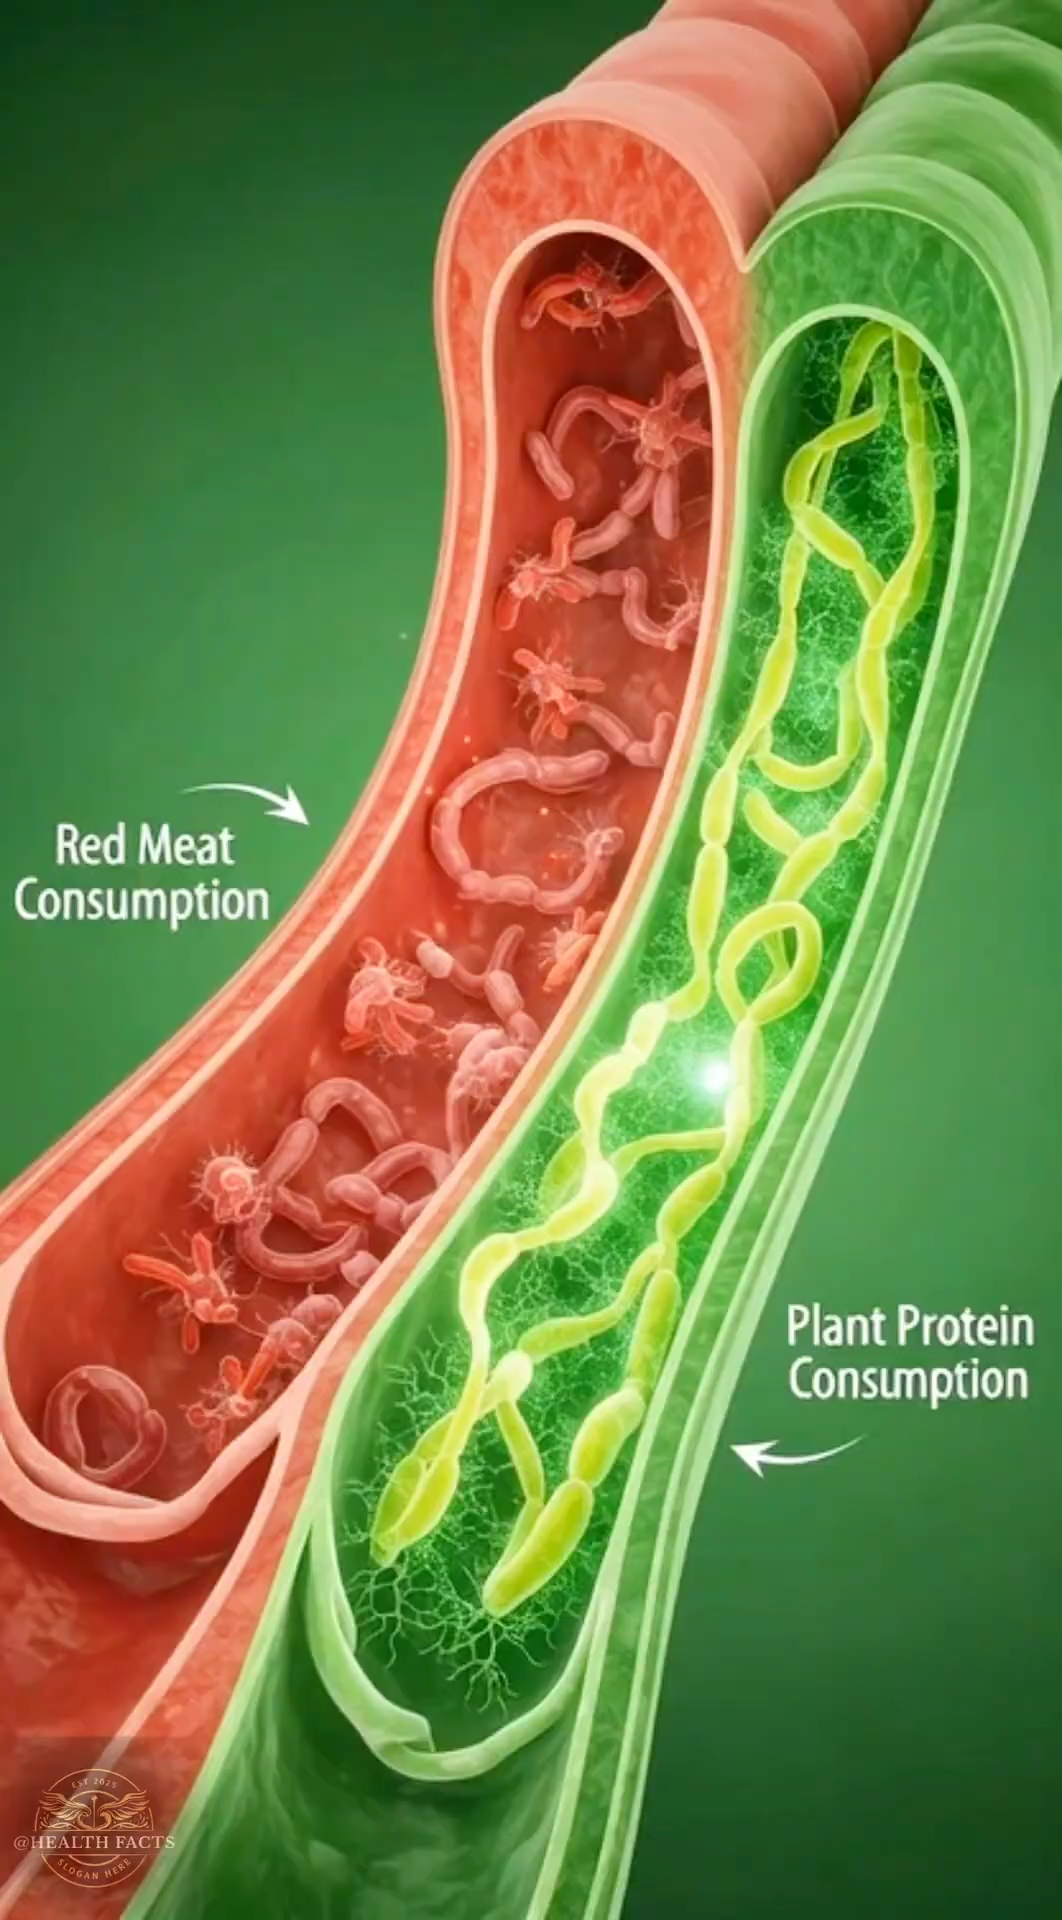 Red Meat
Consumption
Plant Protein
Consumption
EST 2025
@HEALTH FACTS
SLOGAN HERE